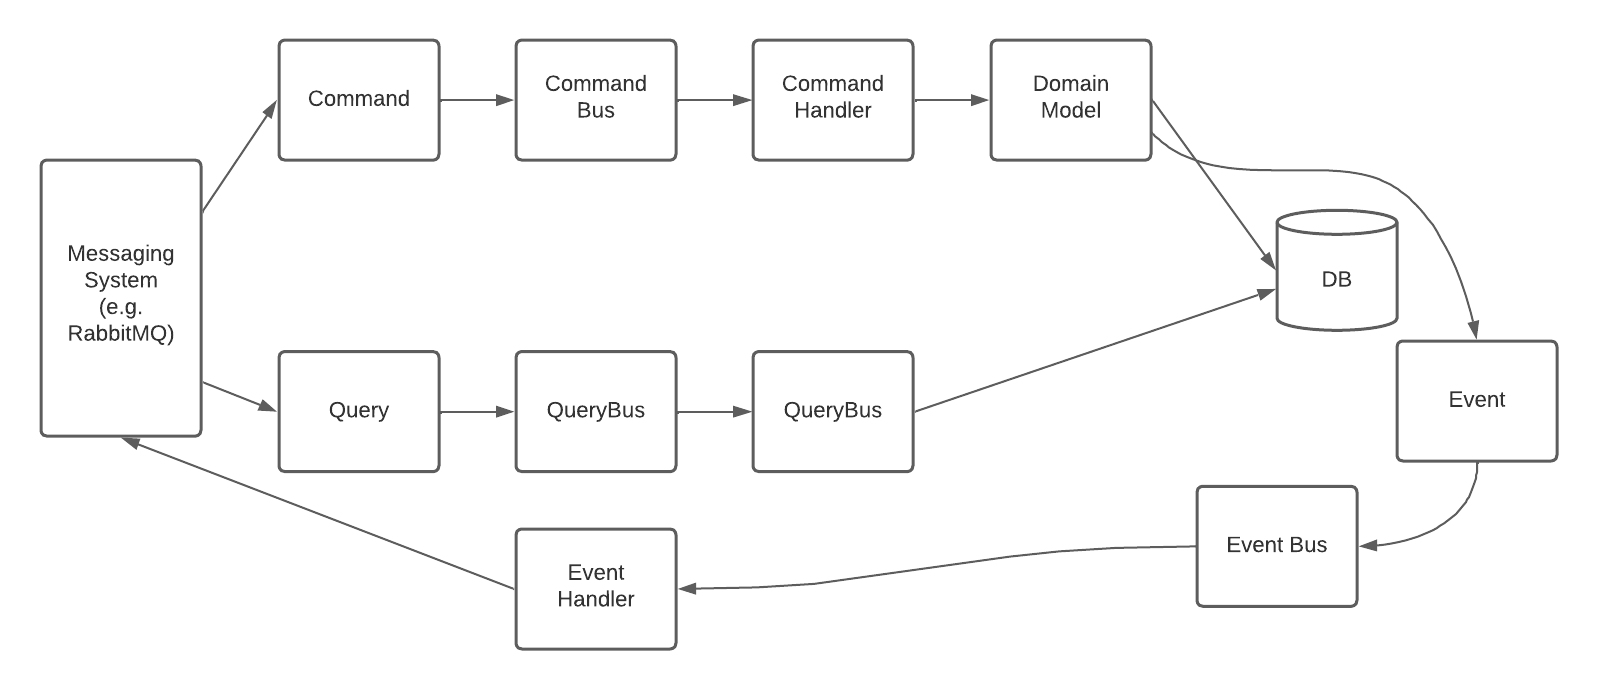 Command
Command
Bus
Command
Handler
Domain
Model
Messaging
System
(e.g.
RabbitMQ)
DB
Query
QueryBus
QueryBus
Event
Event Bus
Event
Handler